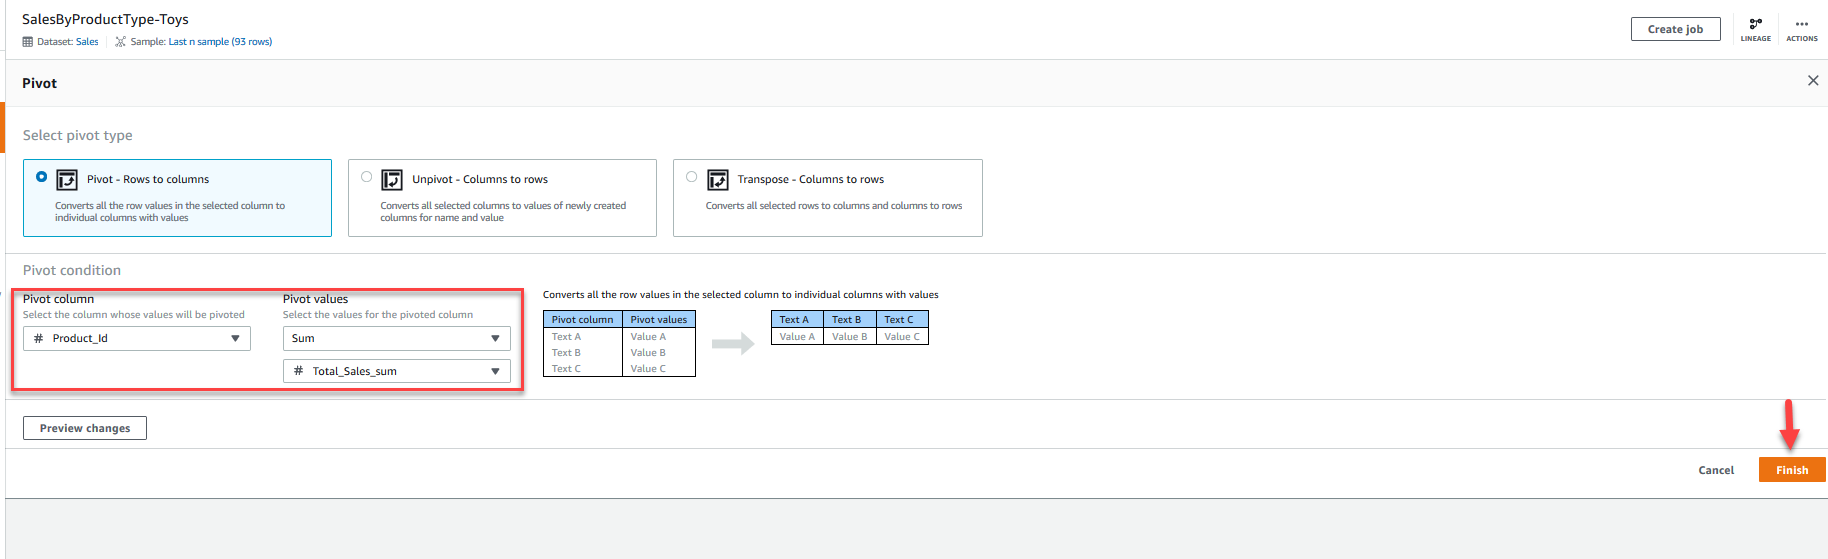 SalesByProductType-Toys
Dataset: Sales
Sample: Last n sample (93 rows)
Create job
LINEAGE
ACTIONS
Pivot
Select pivot type
Pivot - Rows to columns
Converts all the row values in the selected column to
individual columns with values
Unpivot - Columns to rows
Converts all selected columns to values of newly created
columns for name and value
Transpose - Columns to rows
Converts all selected rows to columns and columns to rows
Pivot condition
Pivot column
Select the column whose values will be pivoted
# Product_Id
Pivot values
Select the values for the pivoted column
Sum
# Total_Sales_sum
Converts all the row values in the selected column to individual columns with values
Pivot column Pivot values
Text A Value A
Text B Value B
Text C Value C
Text A Text B Text C
Value A Value B Value C
Preview changes
Cancel
Finish